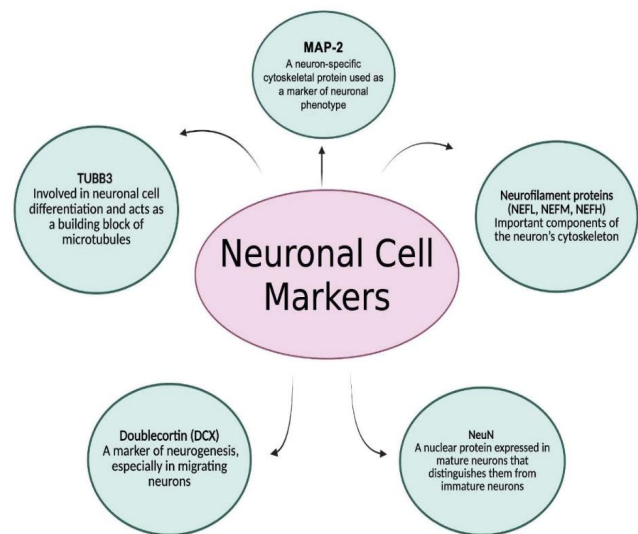 MAP-2
A neuron-specific
cytoskeletal protein used as
a marker of neuronal
phenotype
TUBB3
Involved in neuronal cell
differentiation and acts as
a building block of
microtubules
Neurofilament proteins
(NEFL, NEFM, NEFH)
Important components
of the neuron's cytoskeleton
Neuronal Cell
Markers
Doublecortin (DCX)
A marker of neurogenesis,
especially in migrating
neurons
NeuN
A nuclear protein expressed in
mature neurons that
distinguishes them from
immature neurons